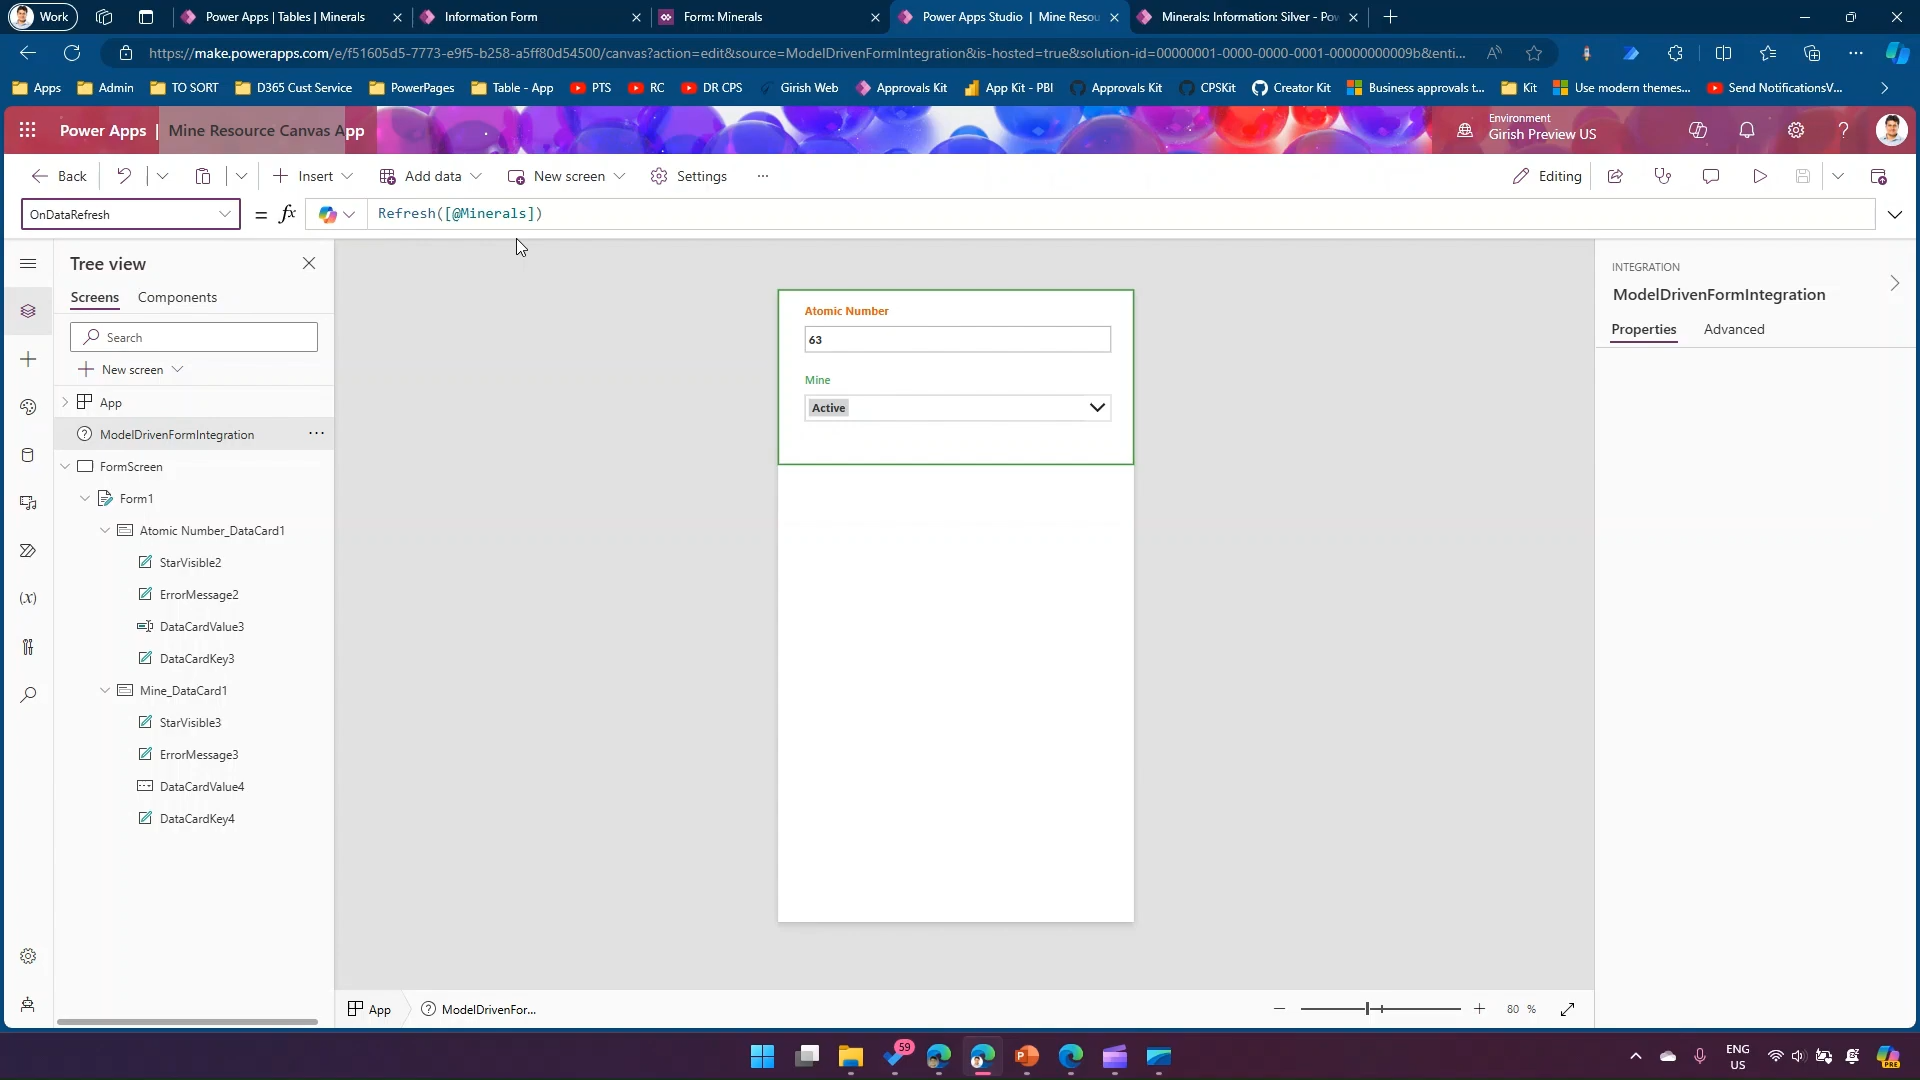 Work
Power Apps | Tables | Minerals
Information Form
Form: Minerals
Power Apps Studio | Mine Resou
Minerals: Information: Silver - Pov
https://make.powerapps.com/e/f51605d5-7773-e9f5-b258-a5ff80d54500/canvas?action=edit&source=ModelDrivenFormIntegration&is-hosted=true&solution-id=00000001-0000-0000-0001-00000000009b&enti...
Apps
Admin
TO SORT
D365 Cust Service
PowerPages
Table - App
PTS
RC
DR CPS
Girish Web
Approvals Kit
App Kit - PBI
Approvals Kit
CPSKit
Creator Kit
Business approvals t...
Kit
Use modern themes...
Send NotificationsV...
Power Apps | Mine Resource Canvas App
Environment
Girish Preview US
Back
Insert
Add data
New screen
Settings
Editing
OnDataRefresh
= fx
Refresh([@Minerals])
Tree view
Screens
Components
Search
New screen
App
ModelDrivenFormIntegration
FormScreen
Form1
Atomic Number_DataCard1
StarVisible2
ErrorMessage2
DataCardValue3
DataCardKey3
Mine_DataCard1
StarVisible3
ErrorMessage3
DataCardValue4
DataCardKey4
Atomic Number
63
Mine
Active
INTEGRATION
ModelDrivenFormIntegration
Properties
Advanced
App
ModelDrivenFor...
80 %
59
ENG
US
PRE